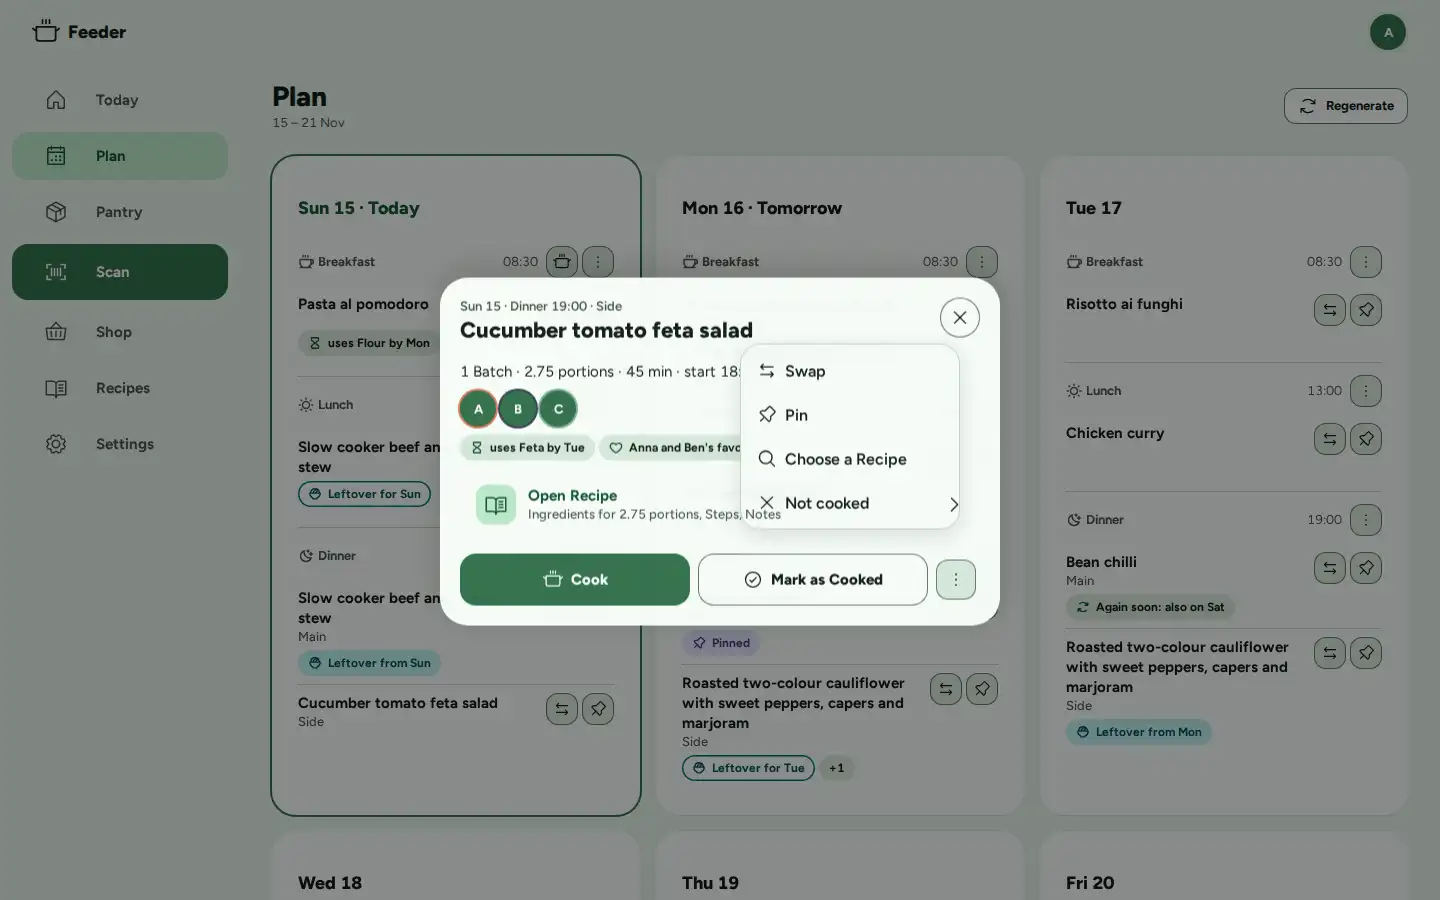 Feeder
A
Today
Plan
Pantry
Scan
Shop
Recipes
Settings
Plan
15 – 21 Nov
Regenerate
Sun 15 · Today
Breakfast
08:30
Pasta al pomodoro
uses Flour by Mon
Lunch
Slow cooker beef an
stew
Leftover for Sun
Dinner
Slow cooker beef an
stew
Main
Leftover from Sun
Cucumber tomato feta salad
Side
Mon 16 · Tomorrow
Breakfast
08:30
Pinned
Roasted two-colour cauliflower
with sweet peppers, capers and
marjoram
Side
Leftover for Tue
+1
Tue 17
Breakfast
08:30
Risotto ai funghi
Lunch
13:00
Chicken curry
Dinner
19:00
Bean chilli
Main
Again soon: also on Sat
Roasted two-colour cauliflower
with sweet peppers, capers and
marjoram
Side
Leftover from Mon
Wed 18
Thu 19
Fri 20
Sun 15 · Dinner 19:00 · Side
Cucumber tomato feta salad
1 Batch · 2.75 portions · 45 min · start 18:
A
B
C
uses Feta by Tue
Anna and Ben's favo
Open Recipe
Ingredients for 2.75 portions, Steps, Notes
Cook
Mark as Cooked
Swap
Pin
Choose a Recipe
Not cooked